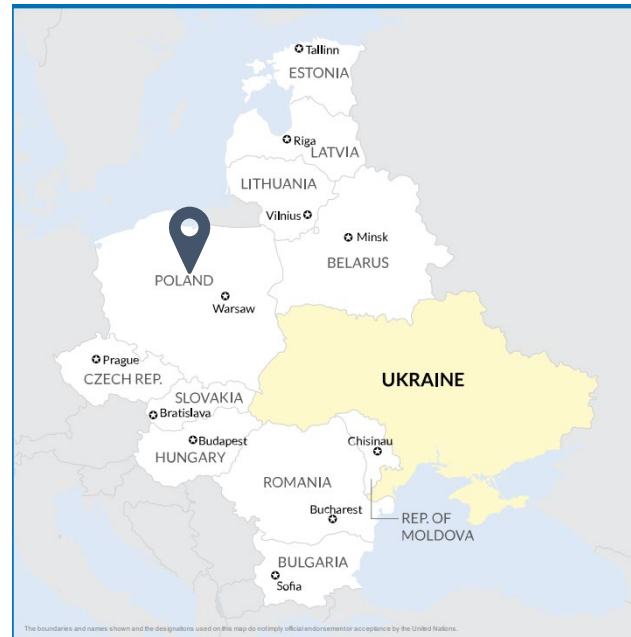 Tallinn
ESTONIA
Riga
LATVIA
LITHUANIA
Vilnius
Minsk
BELARUS
POLAND
Warsaw
Prague
CZECH REP.
UKRAINE
SLOVAKIA
Bratislava
Budapest
HUNGARY
Chisinau
ROMANIA
Bucharest
REP. OF
MOLDOVA
BULGARIA
Sofia
The boundaries and names shown and the designations used on this map do not imply official endorsement or acceptance by the United Nations.